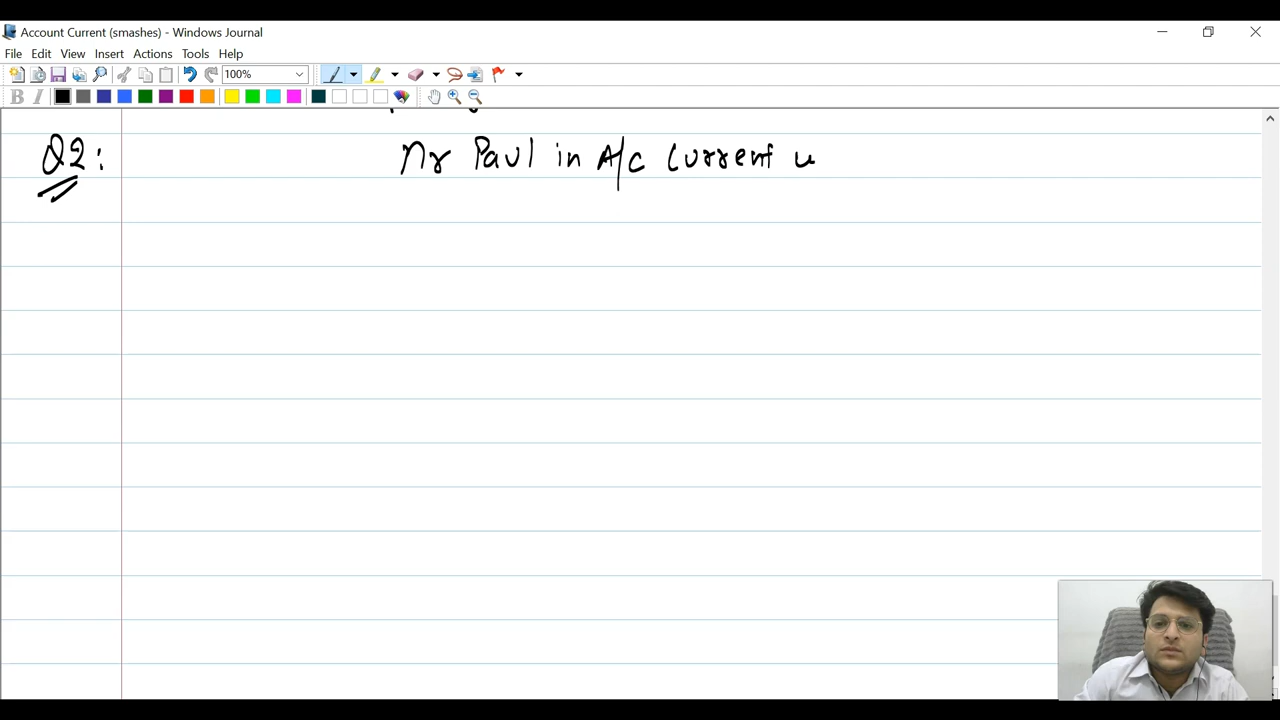 Account Current (smashes) - Windows Journal
File Edit View Insert Actions Tools Help
100%
B I
Q2: Mr Paul in A/c Current w